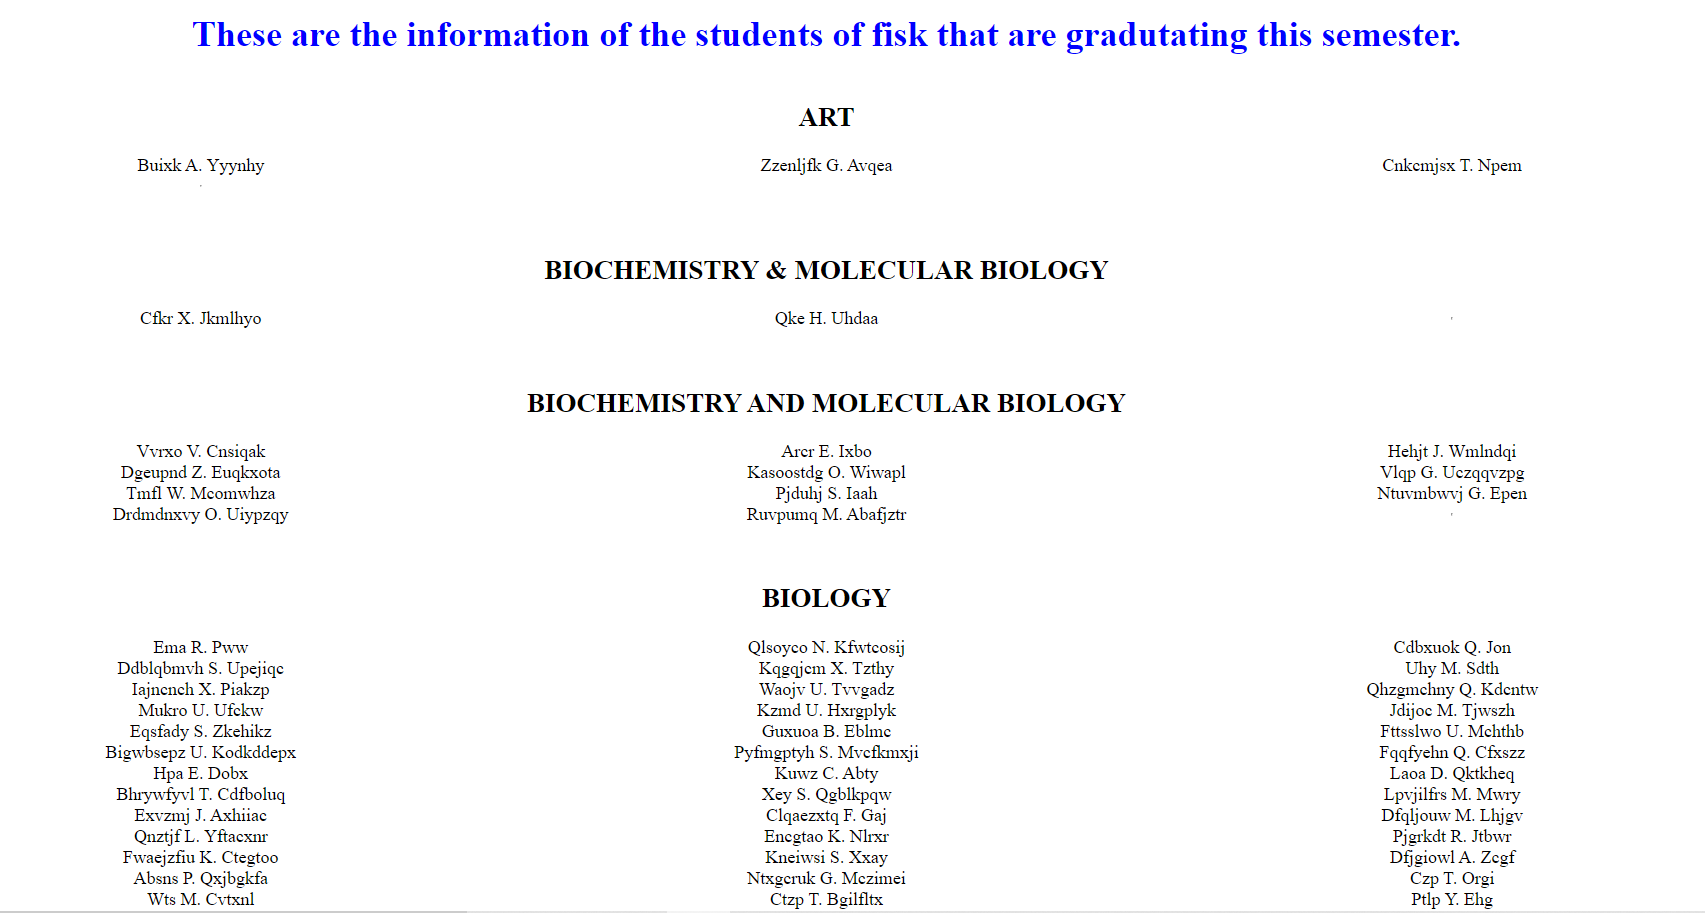 These are the information of the students of fisk that are gradutating this semester.
ART
Buixk A. Yyynhy Zzenljfk G. Avqea Cnkcmjsx T. Npem
BIOCHEMISTRY & MOLECULAR BIOLOGY
Cfkr X. Jkmlhyo Qke H. Uhdaa
BIOCHEMISTRY AND MOLECULAR BIOLOGY
Vvrxo V. Cnsiqak Arcr E. Ixbo Hehjt J. Wmlndqi
Dgeupnd Z. Euqkxota Kasoostdg O. Wiwapl Vlqp G. Uczqqvzpg
Tmfl W. Mcomwhza Pjduhj S. Iaah Ntuvmbwvj G. Epen
Drdmdnxvy O. Uiypzqy Ruvpumq M. Abafjztr
BIOLOGY
Ema R. Pww Qlsoyco N. Kfwtcosij Cdbxuok Q. Jon
Ddblqbmvh S. Upejiqc Kqgqjcm X. Tzthy Uhy M. Sdth
Iajncnch X. Piakzp Waojv U. Tvvgadz Qhzgmchny Q. Kdcntw
Mukro U. Ufckw Kzmd U. Hxrgplyk Jdijoc M. Tjwszh
Eqsfady S. Zkehikz Guxuoa B. Eblmc Fttsslwo U. Mchthb
Bigwbsepz U. Kodkddepx Pyfmgptyh S. Mvcfkmxji Fqqfyehn Q. Cfxszz
Hpa E. Dobx Kuwz C. Abty Laoa D. Qktkheq
Bhrywfyvl T. Cdfboluq Xey S. Qgblkpqw Lpvjilfrs M. Mwry
Exvzmj J. Axhiiac Clqaezxtq F. Gaj Dfqljouw M. Lhjgv
Qnztjf L. Yftacxnr Encgtao K. Nlrxr Pjgrkdt R. Jtbwr
Fwaejzfiu K. Ctegtoo Kneiwsi S. Xxay Dfjgiowl A. Zcgf
Absns P. Qxjbgkfa Ntxgcruk G. Mczimei Czp T. Orgi
Wts M. Cvtxnl Ctzp T. Bgilfltx Ptlp Y. Ehg